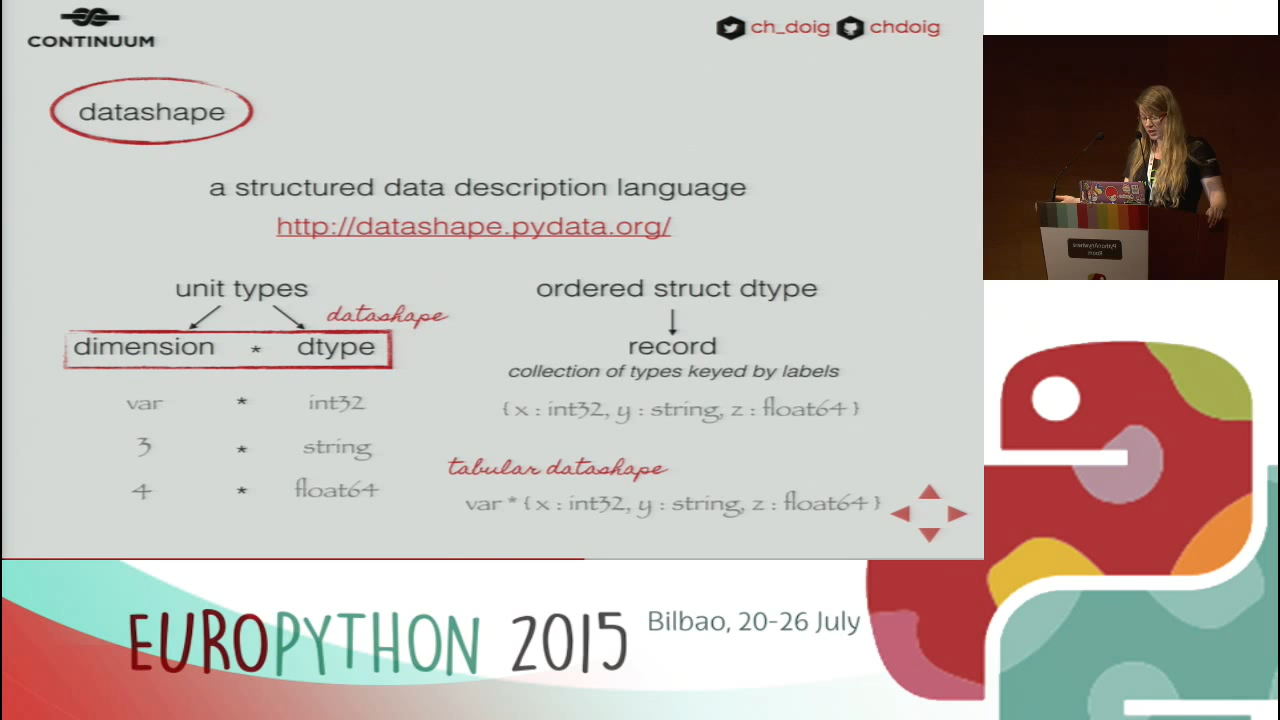 CONTINUUM
ch_doig chdoig
datashape
a structured data description language
http://datashape.pydata.org/
unit types
datashape
dimension * dtype
var * int32
3 * string
4 * float64
ordered struct dtype
record
collection of types keyed by labels
{ x : int32, y : string, z : float64 }
tabular datashape
var * { x : int32, y : string, z : float64 }
EUROPYTHON 2015
Bilbao, 20-26 July